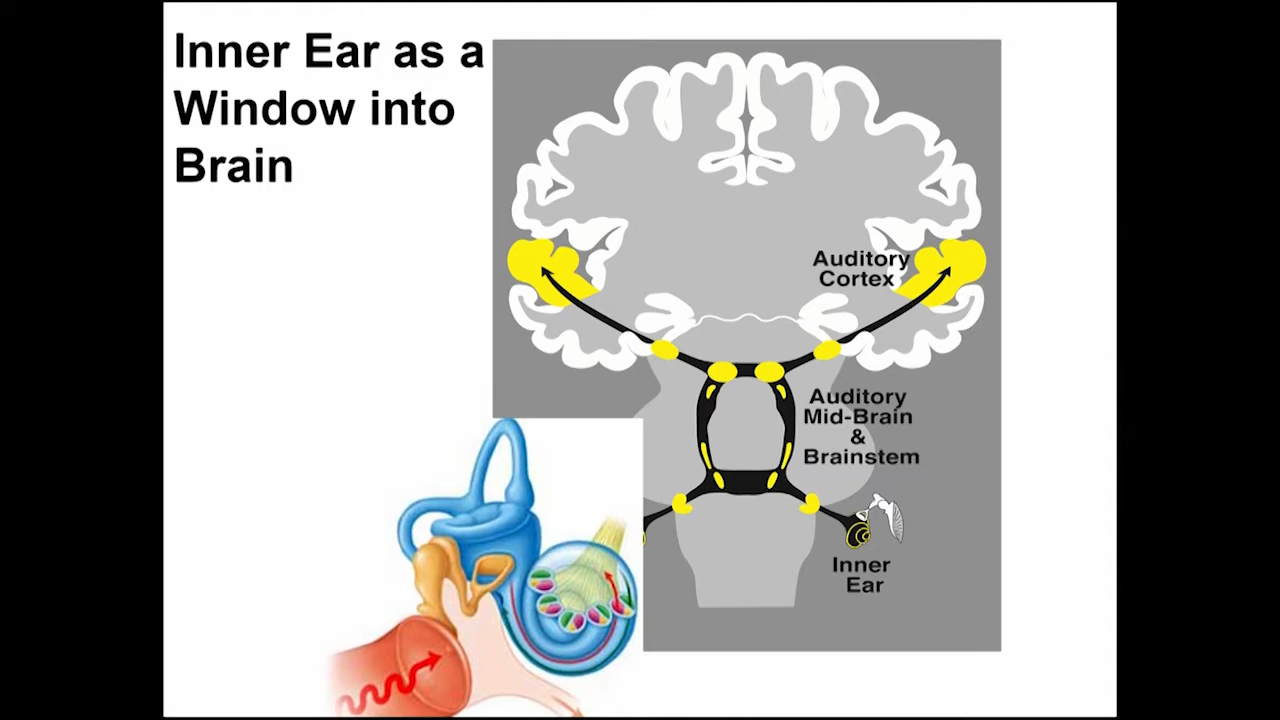 Inner Ear as a
Window into
Brain
Auditory
Cortex
Auditory
Mid-Brain
&
Brainstem
Inner
Ear